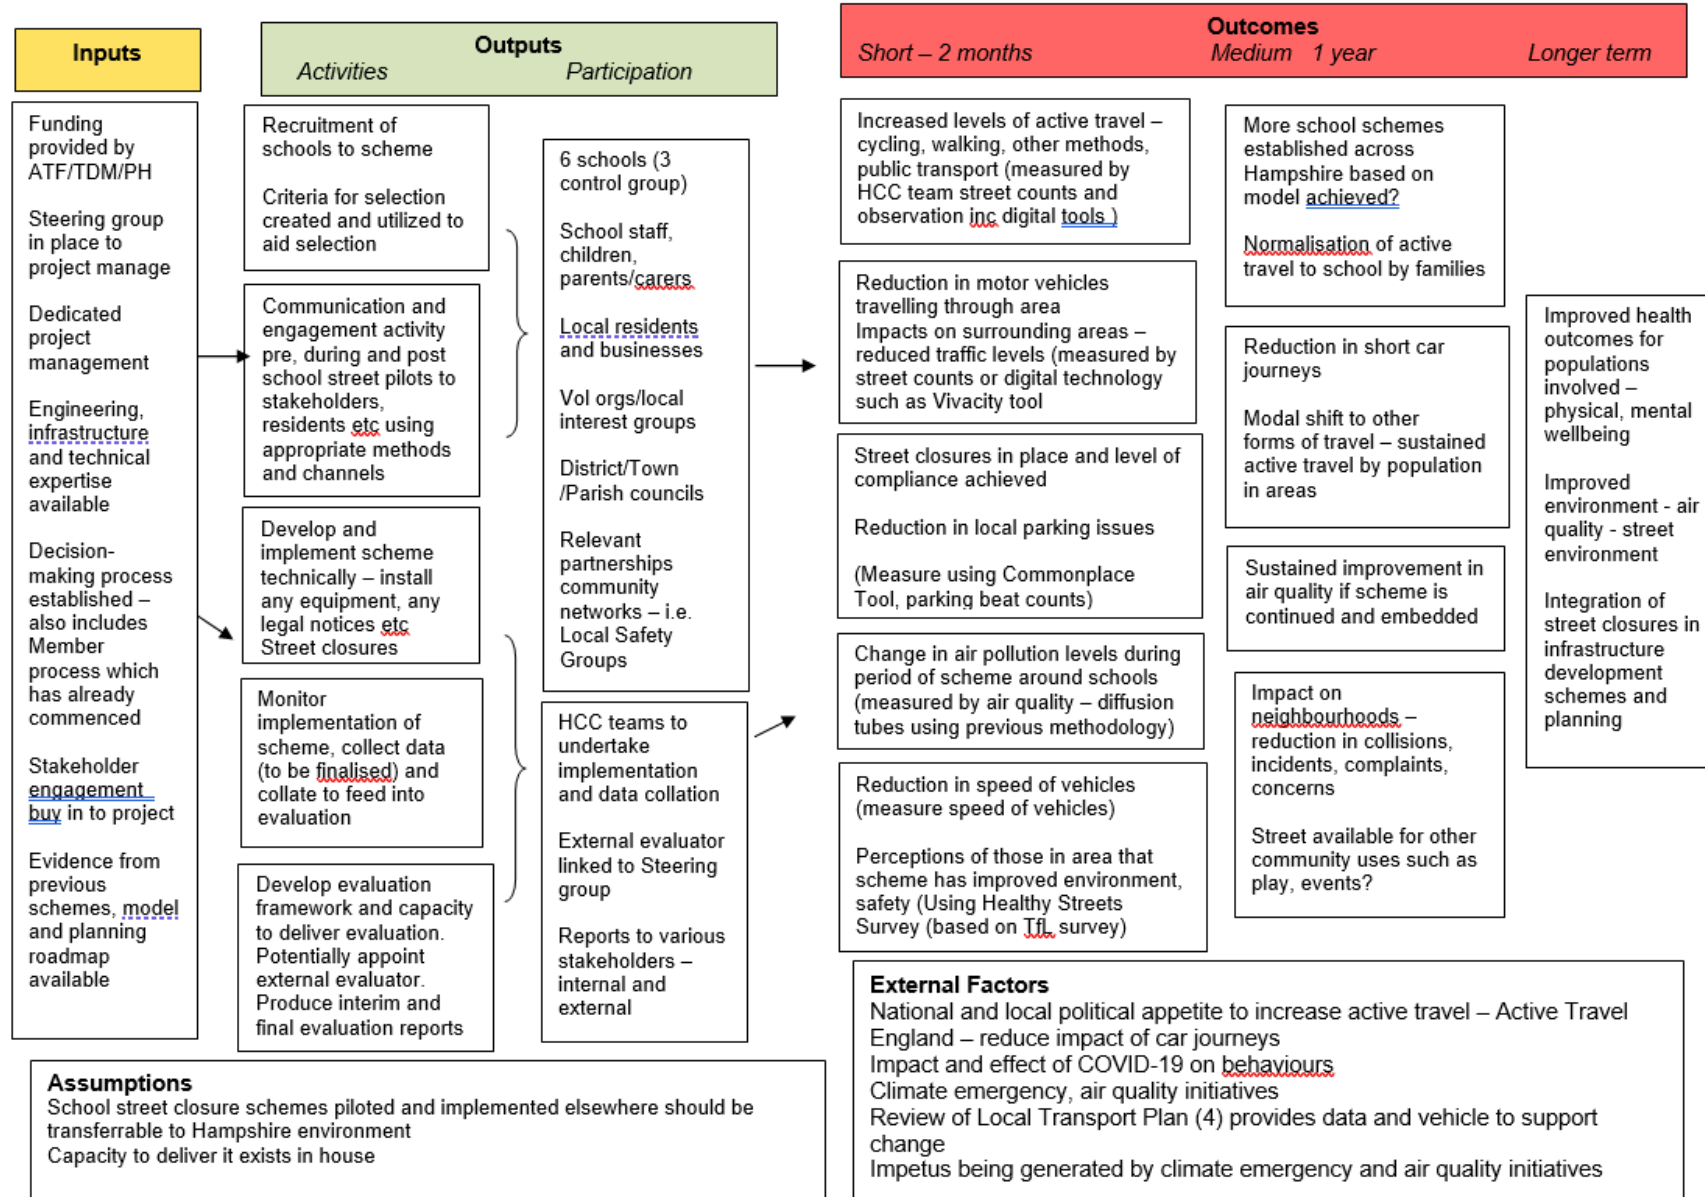 Inputs
Funding
provided by
ATF/TDM/PH
Steering group
in place to
project manage
Dedicated
project
management
Engineering,
infrastructure
and technical
expertise
available
Decision-
making process
established –
also includes
Member
process which
has already
commenced
Stakeholder
engagement
buy in to project
Evidence from
previous
schemes, model
and planning
roadmap
available
Outputs
Activities Participation
Recruitment of
schools to scheme
Criteria for selection
created and utilized to
aid selection
Communication and
engagement activity
pre, during and post
school street pilots to
stakeholders,
residents etc using
appropriate methods
and channels
Develop and
implement scheme
technically – install
any equipment, any
legal notices etc
Street closures
Monitor
implementation of
scheme, collect data
(to be finalised) and
collate to feed into
evaluation
Develop evaluation
framework and capacity
to deliver evaluation.
Potentially appoint
external evaluator.
Produce interim and
final evaluation reports
6 schools (3
control group)
School staff,
children,
parents/carers
Local residents
and businesses
Vol orgs/local
interest groups
District/Town
/Parish councils
Relevant
partnerships
community
networks – i.e.
Local Safety
Groups
HCC teams to
undertake
implementation
and data collation
External evaluator
linked to Steering
group
Reports to various
stakeholders –
internal and
external
Outcomes
Short – 2 months Medium 1 year Longer term
Increased levels of active travel –
cycling, walking, other methods,
public transport (measured by
HCC team street counts and
observation inc digital tools )
Reduction in motor vehicles
travelling through area
Impacts on surrounding areas –
reduced traffic levels (measured by
street counts or digital technology
such as Vivacity tool
Street closures in place and level of
compliance achieved
Reduction in local parking issues
(Measure using Commonplace
Tool, parking beat counts)
Change in air pollution levels during
period of scheme around schools
(measured by air quality – diffusion
tubes using previous methodology)
Reduction in speed of vehicles
(measure speed of vehicles)
Perceptions of those in area that
scheme has improved environment,
safety (Using Healthy Streets
Survey (based on TfL survey)
More school schemes
established across
Hampshire based on
model achieved?
Normalisation of active
travel to school by families
Reduction in short car
journeys
Modal shift to other
forms of travel – sustained
active travel by population
in areas
Sustained improvement in
air quality if scheme is
continued and embedded
Impact on
neighbourhoods –
reduction in collisions,
incidents, complaints,
concerns
Street available for other
community uses such as
play, events?
Improved health
outcomes for
populations
involved –
physical, mental
wellbeing
Improved
environment - air
quality - street
environment
Integration of
street closures in
infrastructure
development
schemes and
planning
Assumptions
School street closure schemes piloted and implemented elsewhere should be
transferrable to Hampshire environment
Capacity to deliver it exists in house
External Factors
National and local political appetite to increase active travel – Active Travel
England – reduce impact of car journeys
Impact and effect of COVID-19 on behaviours
Climate emergency, air quality initiatives
Review of Local Transport Plan (4) provides data and vehicle to support
change
Impetus being generated by climate emergency and air quality initiatives